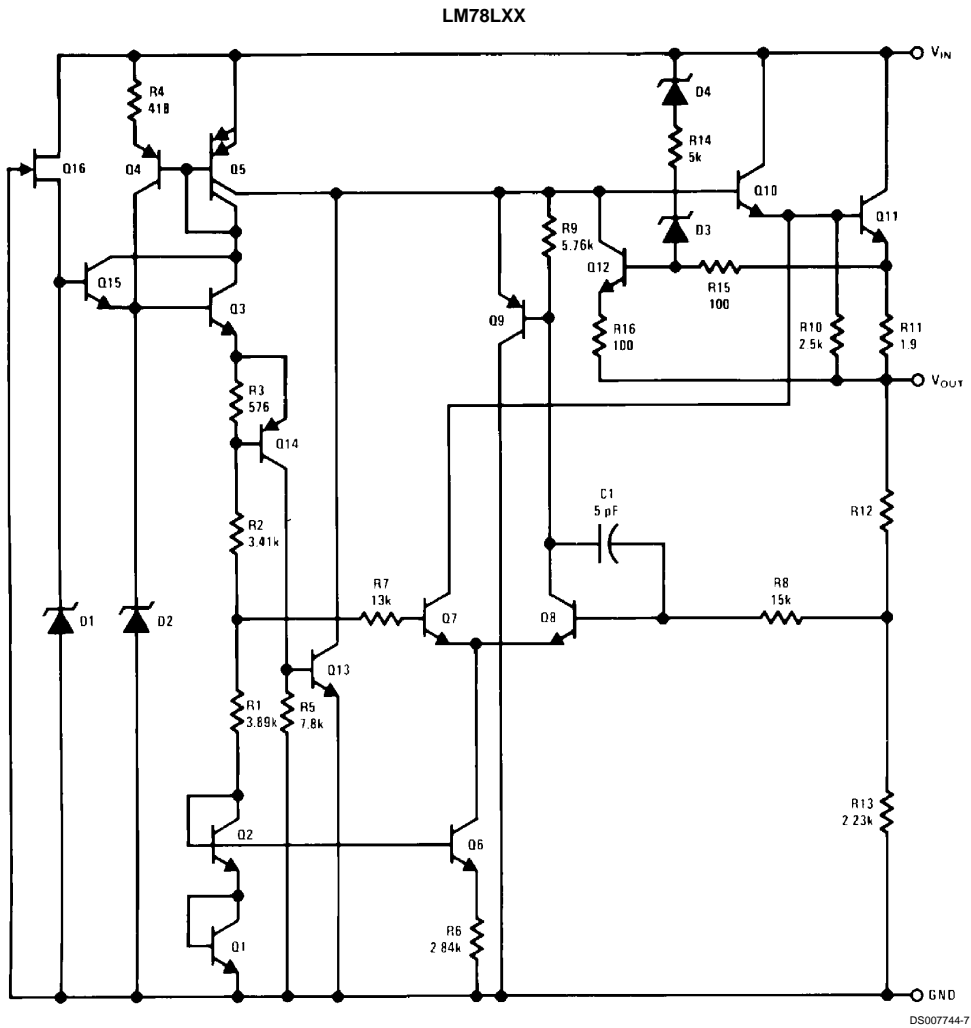 LM78LXX
VIN
R4
418
D4
R14
5k
Q16
Q4
Q5
Q10
Q11
R9
5.76k
D3
Q12
Q15
R15
100
Q3
Q9
R16
100
R10
2.5k
R11
1.9
R3
576
VOUT
Q14
C1
5 pF
R12
R2
3.41k
R7
13k
R8
15k
D1
D2
Q7
Q8
Q13
R1
3.89k
R5
7.8k
R13
2 23k
Q2
Q6
R6
2 84k
Q1
GND
DS007744-7